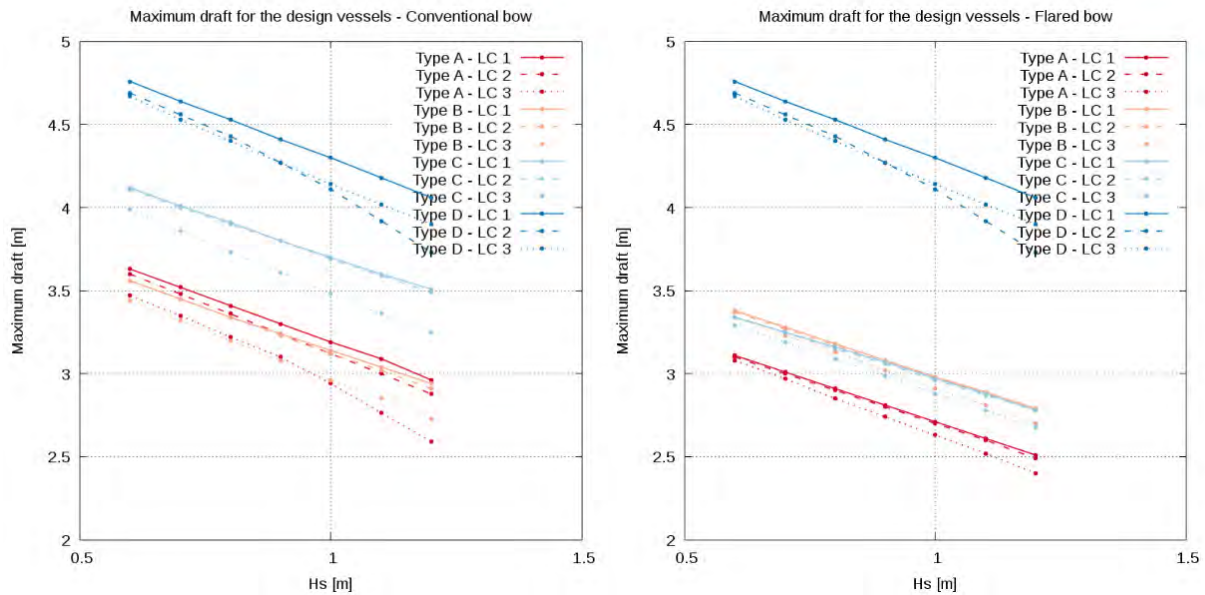 Maximum draft for the design vessels - Conventional bow
5
4.5
4
3.5
3
2.5
2
0.5
1
1.5
Maximum draft [m]
Hs [m]
Type A - LC 1
Type A - LC 2
Type A - LC 3
Type B - LC 1
Type B - LC 2
Type B - LC 3
Type C - LC 1
Type C - LC 2
Type C - LC 3
Type D - LC 1
Type D - LC 2
Type D - LC 3
Maximum draft for the design vessels - Flared bow
5
4.5
4
3.5
3
2.5
2
0.5
1
1.5
Maximum draft [m]
Hs [m]
Type A - LC 1
Type A - LC 2
Type A - LC 3
Type B - LC 1
Type B - LC 2
Type B - LC 3
Type C - LC 1
Type C - LC 2
Type C - LC 3
Type D - LC 1
Type D - LC 2
Type D - LC 3